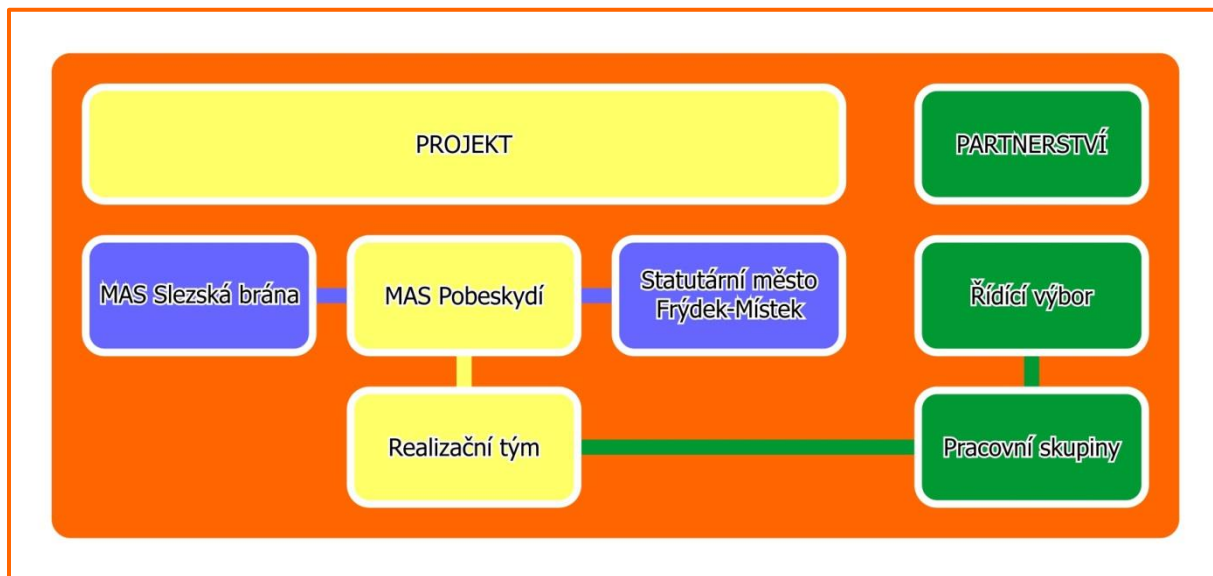 PROJEKT
PARTNERSTVÍ
MAS Slezská brána
MAS Pobeskydí
Statutární město
Frýdek-Místek
Řídící výbor
Realizační tým
Pracovní skupiny